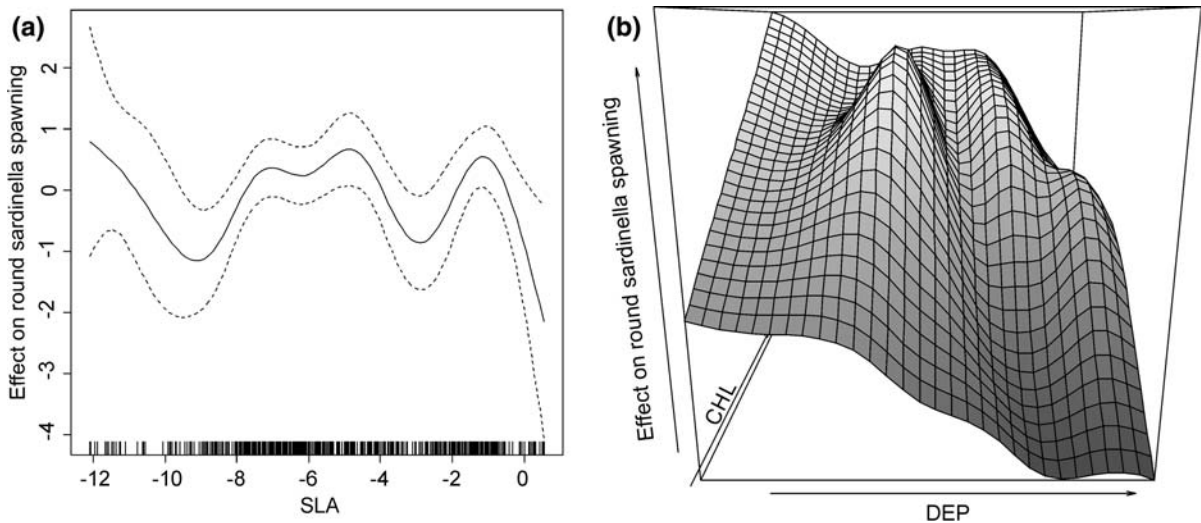 (a)
Effect on round sardinella spawning
2
1
0
-1
-2
-3
-4
-12
-10
-8
-6
-4
-2
0
SLA
(b)
Effect on round sardinella spawning
CHL
DEP